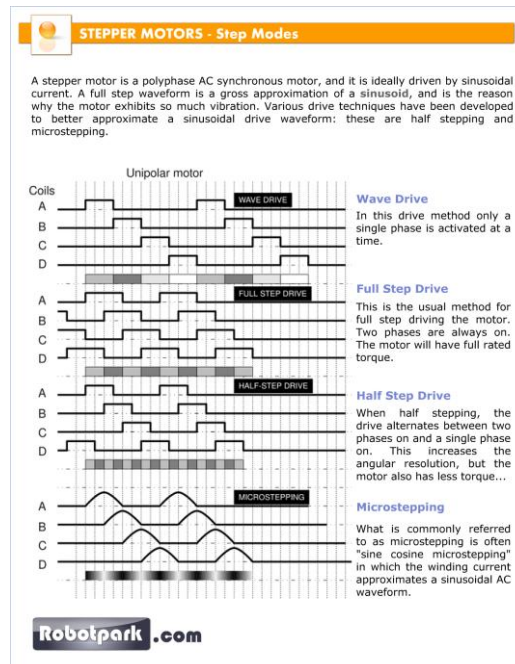 STEPPER MOTORS - Step Modes
A stepper motor is a polyphase AC synchronous motor, and it is ideally driven by sinusoidal
current. A full step waveform is a gross approximation of a sinusoid, and is the reason
why the motor exhibits so much vibration. Various drive techniques have been developed
to better approximate a sinusoidal drive waveform: these are half stepping and
microstepping.
Unipolar motor
Coils
A
B
C
D
WAVE DRIVE
Wave Drive
In this drive method only a
single phase is activated at a
time.
A
B
C
D
FULL STEP DRIVE
Full Step Drive
This is the usual method for
full step driving the motor.
Two phases are always on.
The motor will have full rated
torque.
A
B
C
D
HALF-STEP DRIVE
Half Step Drive
When half stepping, the
drive alternates between two
phases on and a single phase
on. This increases the
angular resolution, but the
motor also has less torque...
A
B
C
D
MICROSTEPPING
Microstepping
What is commonly referred
to as microstepping is often
"sine cosine microstepping"
in which the winding current
approximates a sinusoidal AC
waveform.
Robotpark.com